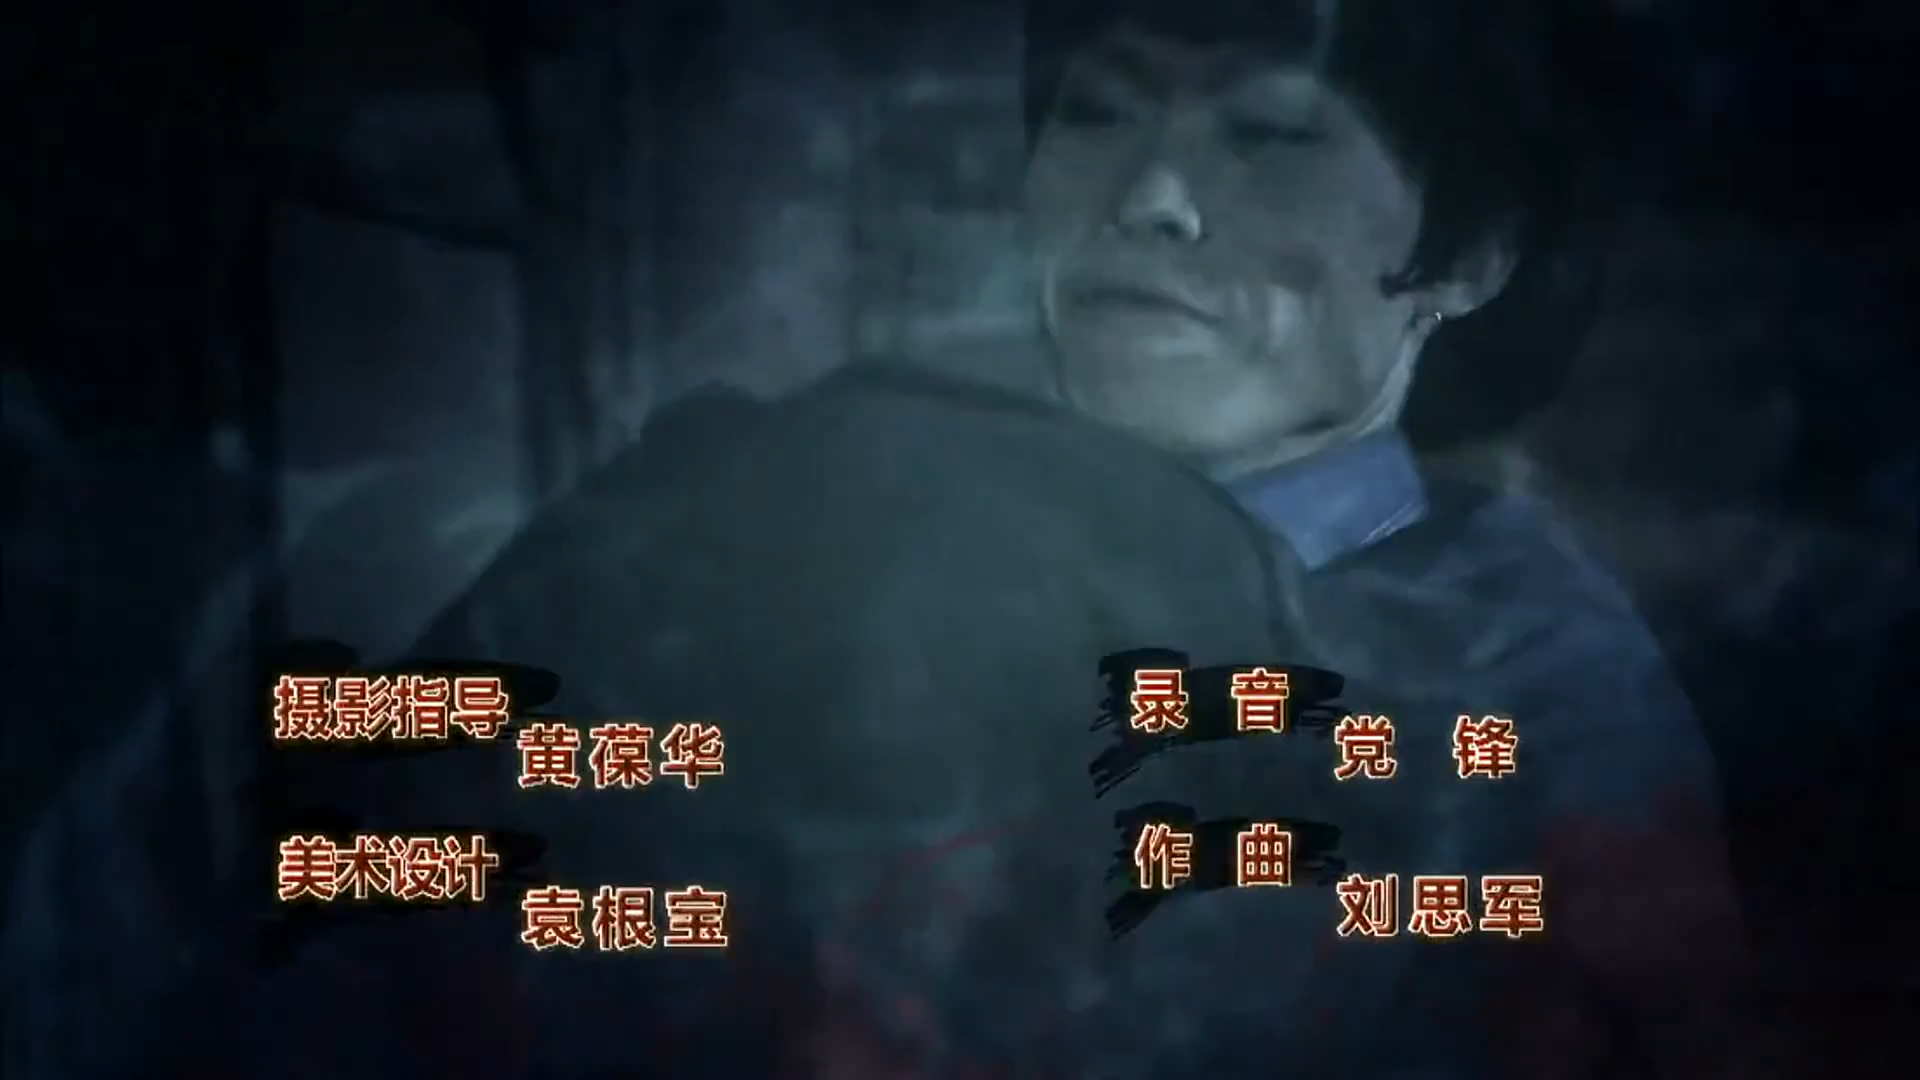 摄影指导
黄葆华
录 音
党 锋
美术设计
袁根宝
作 曲
刘思军